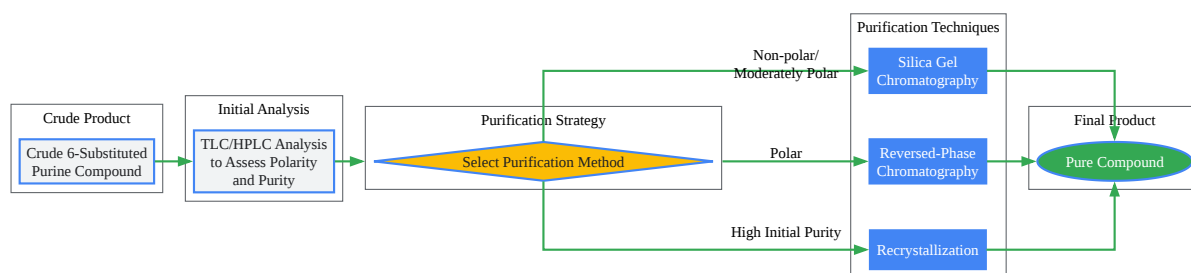 Crude Product
Crude 6-Substituted
Purine Compound
Initial Analysis
TLC/HPLC Analysis
to Assess Polarity
and Purity
Purification Strategy
Select Purification Method
Non-polar/
Moderately Polar
Polar
High Initial Purity
Purification Techniques
Silica Gel
Chromatography
Reversed-Phase
Chromatography
Recrystallization
Final Product
Pure Compound